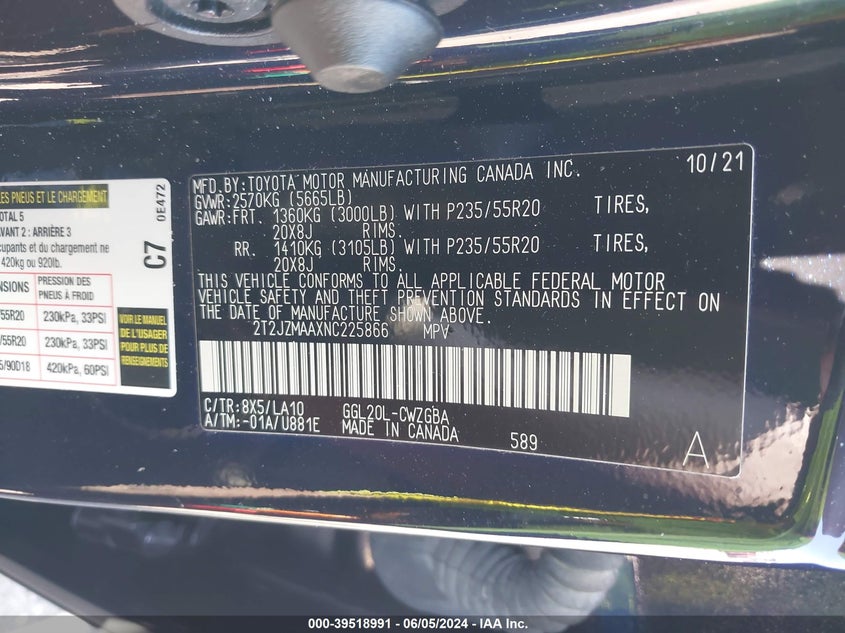 LES PNEUS ET LE CHARGEMENT
TOTAL 5
AVANT 2 : ARRIÈRE 3
cupants et du chargement ne
420kg ou 920lb.
C7
0E472
PRESSION DES
PNEUS À FROID
230kPa, 33PSI
55R20 230kPa, 33PSI
5/90D18 420kPa, 60PSI
VOIR LE MANUEL
DE L'USAGER
POUR PLUS DE
RENSEIGNEMENTS
10/21
MFD.BY:TOYOTA MOTOR MANUFACTURING CANADA INC.
GVWR:2570KG (5665LB)
GAWR:FRT. 1360KG (3000LB) WITH P235/55R20 TIRES,
20X8J RIMS.
RR. 1410KG (3105LB) WITH P235/55R20 TIRES,
20X8J RIMS.
THIS VEHICLE CONFORMS TO ALL APPLICABLE FEDERAL MOTOR
VEHICLE SAFETY AND THEFT PREVENTION STANDARDS IN EFFECT ON
THE DATE OF MANUFACTURE SHOWN ABOVE.
2T2JZMAAXNC225866 MPV
C/TR:8X5/LA10 GGL20L-CWZGBA
A/TM:-01A/U881E MADE IN CANADA 589 A
000-39518991 - 06/05/2024 - IAA Inc.